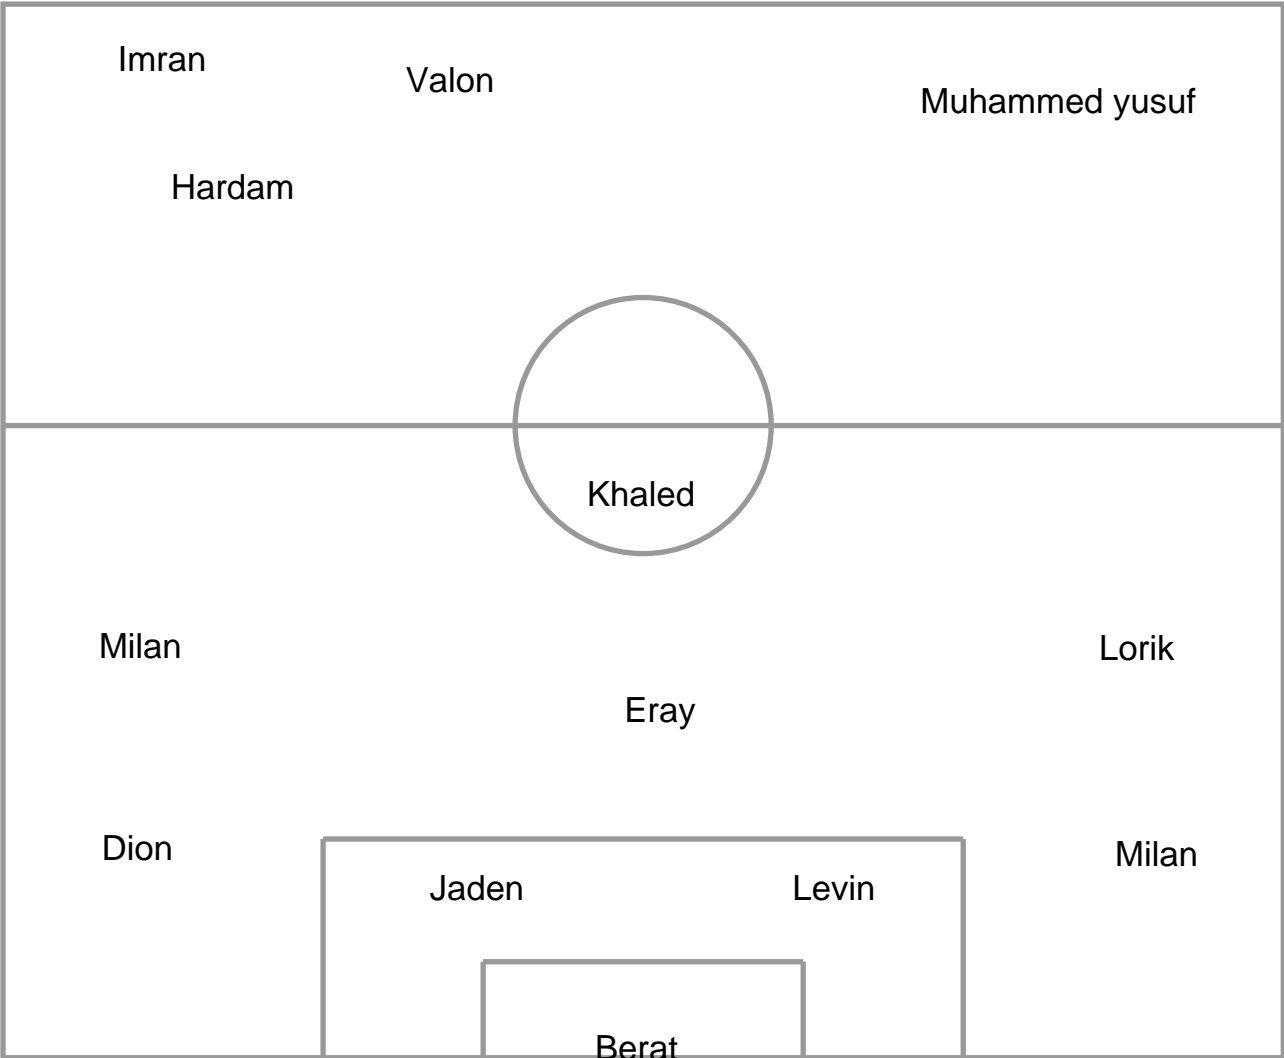 Imran
Valon
Muhammed yusuf
Hardam
Khaled
Milan
Lorik
Eray
Dion
Milan
Jaden
Levin
Berat